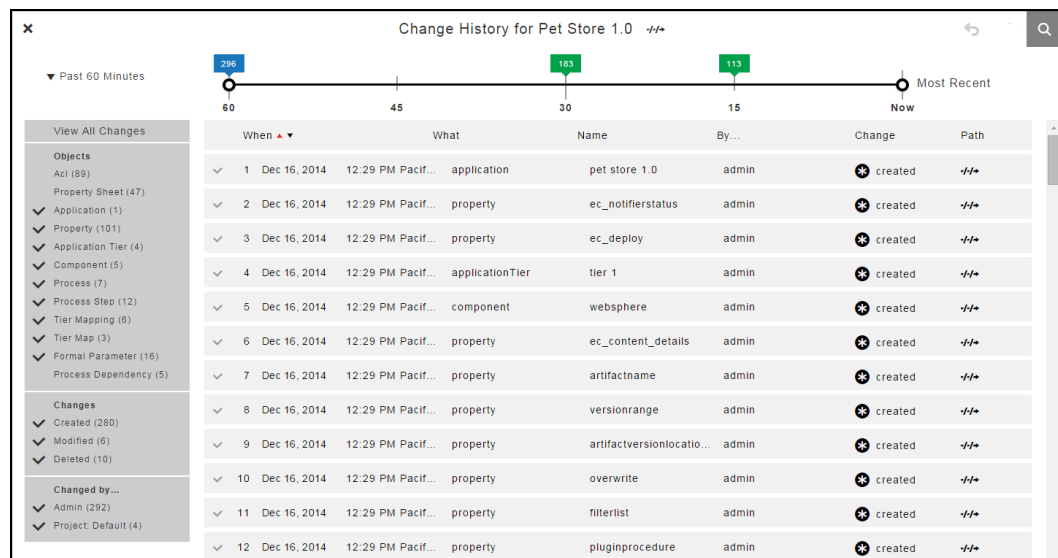 Change History for Pet Store 1.0
▼ Past 60 Minutes
296 183 113
Most Recent
60 45 30 15 Now
View All Changes
Objects
Acl (89)
Property Sheet (47)
Application (1)
Property (101)
Application Tier (4)
Component (5)
Process (7)
Process Step (12)
Tier Mapping (6)
Tier Map (3)
Formal Parameter (16)
Process Dependency (5)
Changes
Created (280)
Modified (6)
Deleted (10)
Changed by...
Admin (292)
Project: Default (4)
When What Name By... Change Path
1 Dec 16, 2014 12:29 PM Pacif... application pet store 1.0 admin created
2 Dec 16, 2014 12:29 PM Pacif... property ec_notifierstatus admin created
3 Dec 16, 2014 12:29 PM Pacif... property ec_deploy admin created
4 Dec 16, 2014 12:29 PM Pacif... applicationTier tier 1 admin created
5 Dec 16, 2014 12:29 PM Pacif... component websphere admin created
6 Dec 16, 2014 12:29 PM Pacif... property ec_content_details admin created
7 Dec 16, 2014 12:29 PM Pacif... property artifactname admin created
8 Dec 16, 2014 12:29 PM Pacif... property versionrange admin created
9 Dec 16, 2014 12:29 PM Pacif... property artifactversionlocatio... admin created
10 Dec 16, 2014 12:29 PM Pacif... property overwrite admin created
11 Dec 16, 2014 12:29 PM Pacif... property filterlist admin created
12 Dec 16, 2014 12:29 PM Pacif... property pluginprocedure admin created